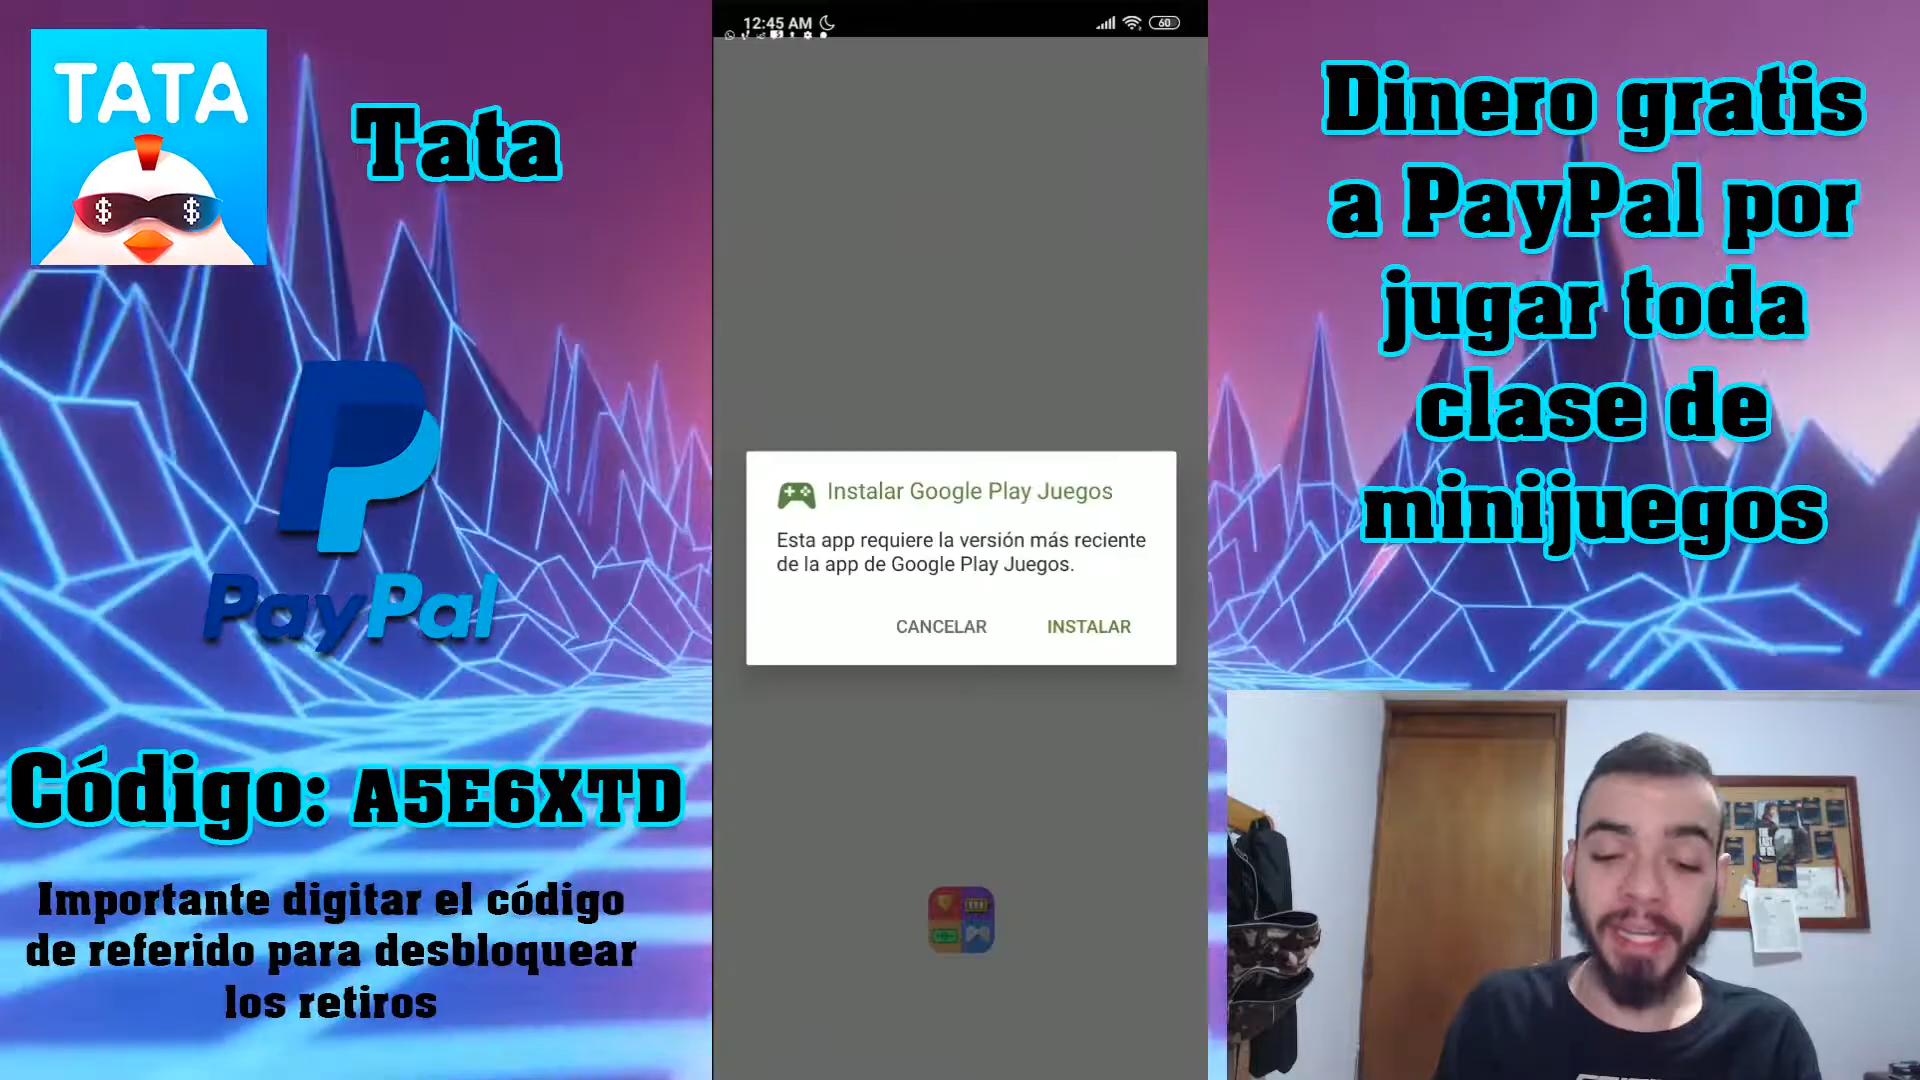 TATA
$ $
Tata
PayPal
Código: A5E6XTD
Importante digitar el código
de referido para desbloquear
los retiros
12:45 AM
60
Instalar Google Play Juegos
Esta app requiere la versión más reciente
de la app de Google Play Juegos.
CANCELAR INSTALAR
Dinero gratis
a PayPal por
jugar toda
clase de
minijuegos